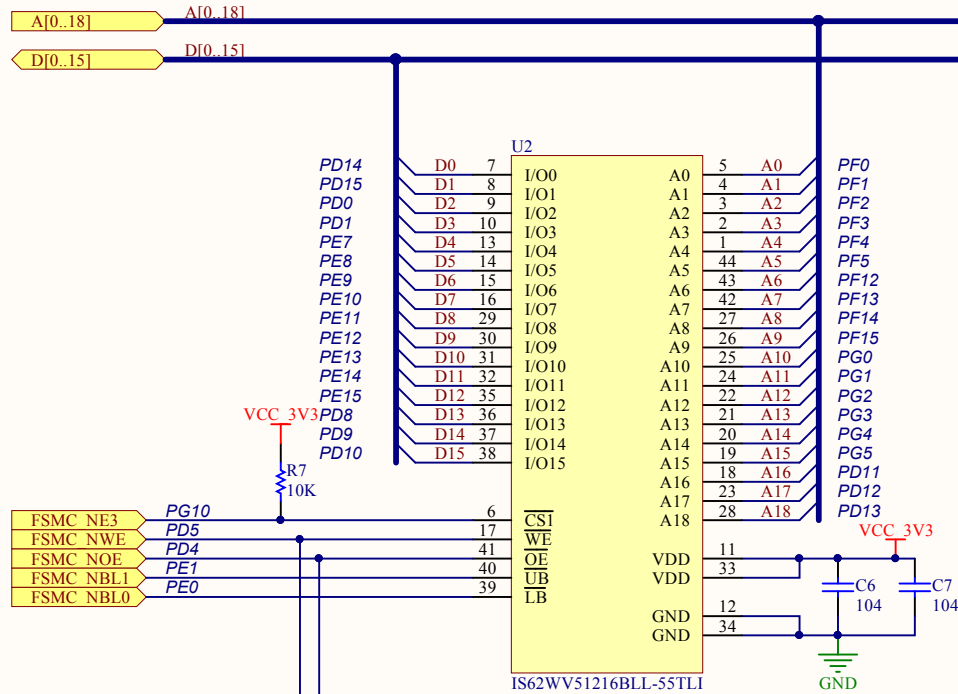 A[0..18] A[0..18]
D[0..15] D[0..15]
U2
PD14 D0 7 I/O0 A0 5 A0 PF0
PD15 D1 8 I/O1 A1 4 A1 PF1
PD0 D2 9 I/O2 A2 3 A2 PF2
PD1 D3 10 I/O3 A3 2 A3 PF3
PE7 D4 13 I/O4 A4 1 A4 PF4
PE8 D5 14 I/O5 A5 44 A5 PF5
PE9 D6 15 I/O6 A6 43 A6 PF12
PE10 D7 16 I/O7 A7 42 A7 PF13
PE11 D8 29 I/O8 A8 27 A8 PF14
PE12 D9 30 I/O9 A9 26 A9 PF15
PE13 D10 31 I/O10 A10 25 A10 PG0
PE14 D11 32 I/O11 A11 24 A11 PG1
PE15 D12 35 I/O12 A12 22 A12 PG2
PD8 D13 36 I/O13 A13 21 A13 PG3
PD9 D14 37 I/O14 A14 20 A14 PG4
PD10 D15 38 I/O15 A15 19 A15 PG5
A16 18 A16 PD11
A17 23 A17 PD12
A18 28 A18 PD13
VCC_3V3
R7
10K
FSMC_NE3 PG10 6 CS1
FSMC_NWE PD5 17 WE
FSMC_NOE PD4 41 OE
FSMC_NBL1 PE1 40 UB
FSMC_NBL0 PE0 39 LB
VCC_3V3
VDD 11
VDD 33
C6
104
C7
104
GND 12
GND 34
GND
IS62WV51216BLL-55TLI